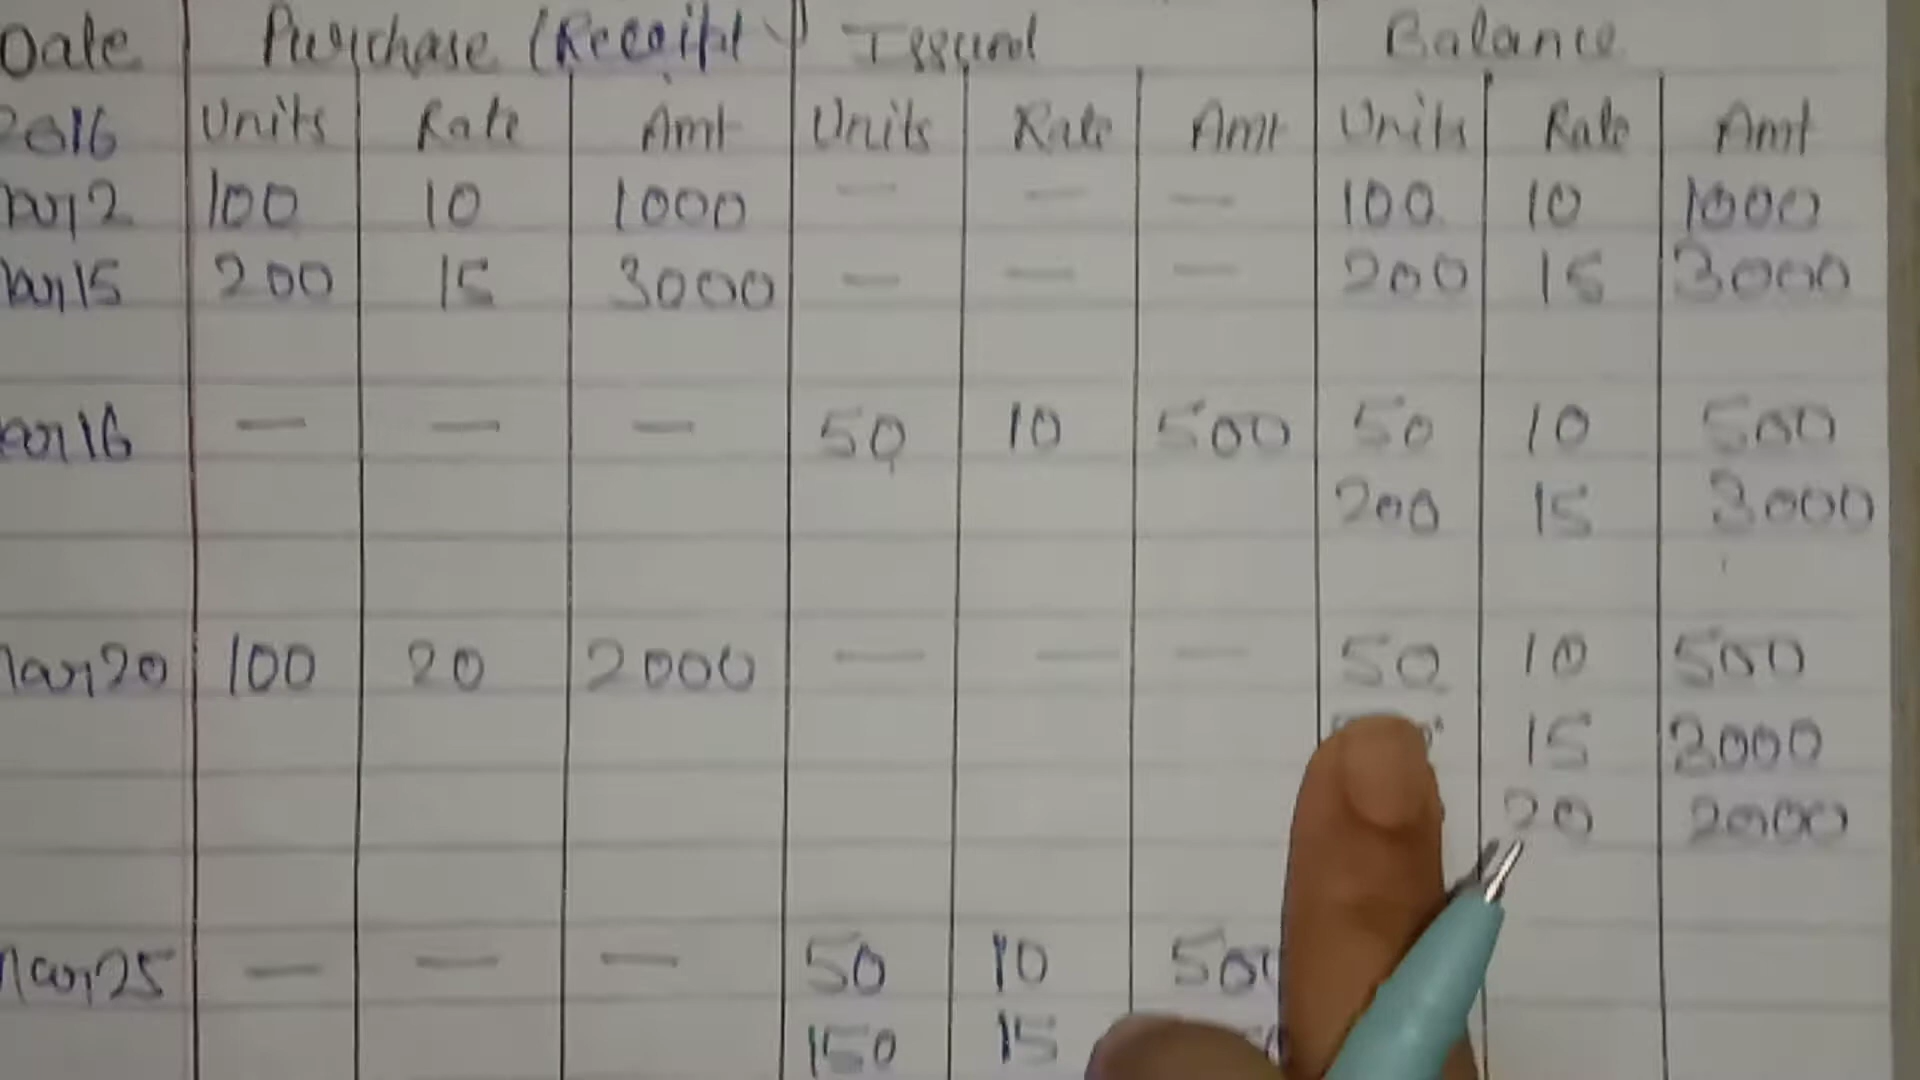 Date Purchase (Receipt) Issued Balance
2016 Units Rate Amt Units Rate Amt Units Rate Amt
Mar 2 100 10 1000 — — — 100 10 1000
Mar 15 200 15 3000 — — — 200 15 3000
Mar 16 — — — 50 10 500 50 10 500
200 15 3000
Mar 20 100 20 2000 — — — 50 10 500
15 3000
20 2000
Mar 25 — — — 50 10 500
150 15